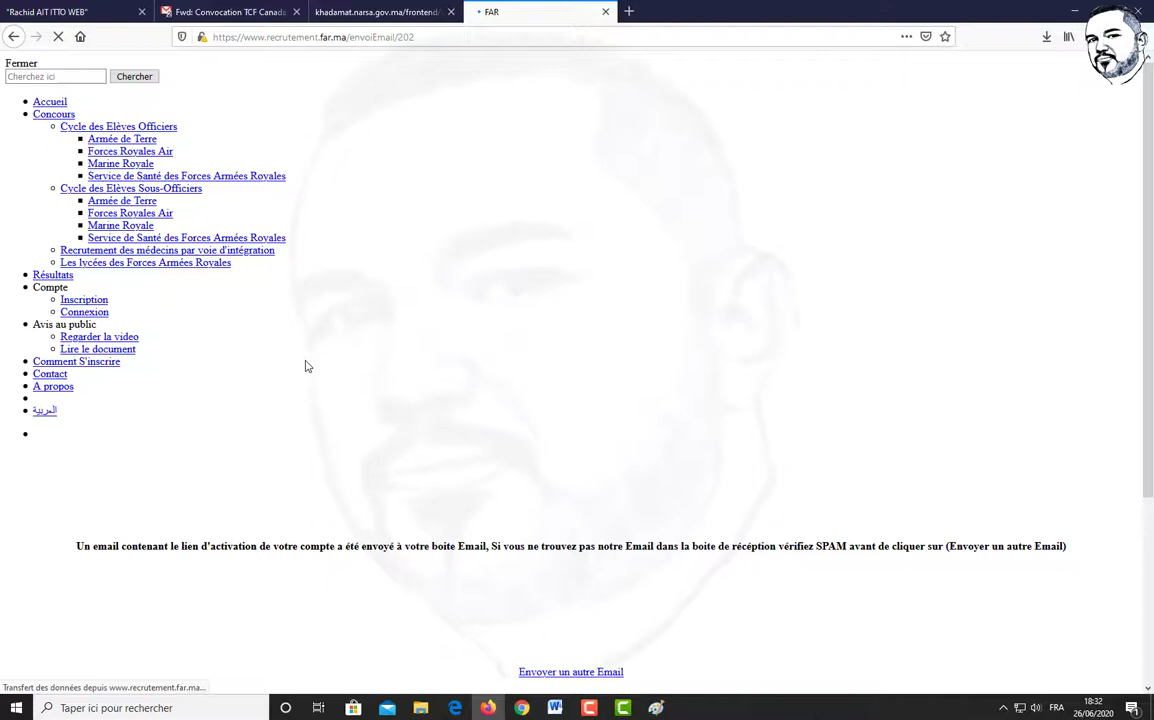 "Rachid AIT ITTO WEB"
Fwd: Convocation TCF Canada
khadamat.narsa.gov.ma/frontend/
FAR
https://www.recrutement.far.ma/envoiEmail/202
Fermer
Cherchez ici
Chercher
Accueil
Concours
Cycle des Elèves Officiers
Armée de Terre
Forces Royales Air
Marine Royale
Service de Santé des Forces Armées Royales
Cycle des Elèves Sous-Officiers
Armée de Terre
Forces Royales Air
Marine Royale
Service de Santé des Forces Armées Royales
Recrutement des médecins par voie d'intégration
Les lycées des Forces Armées Royales
Résultats
Compte
Inscription
Connexion
Avis au public
Regarder la video
Lire le document
Comment S'inscrire
Contact
A propos
العربية
Un email contenant le lien d'activation de votre compte a été envoyé à votre boite Email, Si vous ne trouvez pas notre Email dans la boite de récéption vérifiez SPAM avant de cliquer sur (Envoyer un autre Email)
Envoyer un autre Email
Transfert des données depuis www.recrutement.far.ma...
Taper ici pour rechercher
FRA
18:32
26/06/2020